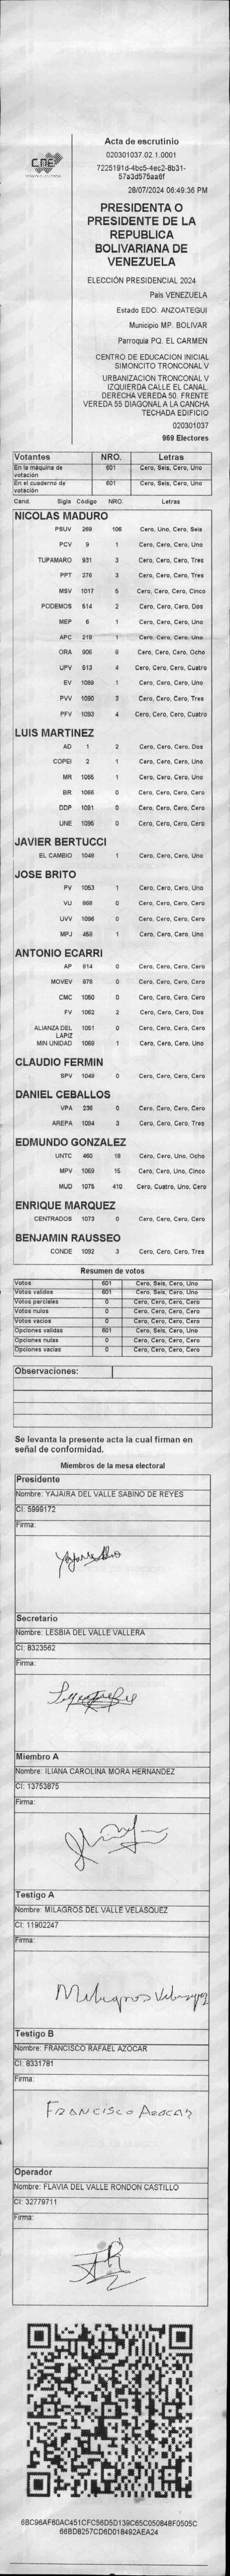 CNE
Acta de escrutinio
020301037.02.1.0001
7225191d-4bc5-4ec2-8b31-
57a3d575aa6f
28/07/2024 06:49:36 PM
PRESIDENTA O
PRESIDENTE DE LA
REPUBLICA
BOLIVARIANA DE
VENEZUELA
ELECCIÓN PRESIDENCIAL 2024
País VENEZUELA
Estado EDO. ANZOATEGUI
Municipio MP. BOLIVAR
Parroquia PQ. EL CARMEN
CENTRO DE EDUCACION INICIAL
SIMONCITO TRONCONAL V
URBANIZACION TRONCONAL V
IZQUIERDA CALLE EL CANAL.
DERECHA VEREDA 50. FRENTE
VEREDA 55 DIAGONAL A LA CANCHA
TECHADA EDIFICIO
020301037
969 Electores
Votantes NRO. Letras
En la máquina de votación 601 Cero, Seis, Cero, Uno
En el cuaderno de votación 601 Cero, Seis, Cero, Uno
Cand. Sigla Código NRO. Letras
NICOLAS MADURO
PSUV 269 106 Cero, Uno, Cero, Seis
PCV 9 1 Cero, Cero, Cero, Uno
TUPAMARO 931 3 Cero, Cero, Cero, Tres
PPT 276 3 Cero, Cero, Cero, Tres
MSV 1017 5 Cero, Cero, Cero, Cinco
PODEMOS 514 2 Cero, Cero, Cero, Dos
MEP 6 1 Cero, Cero, Cero, Uno
APC 219 1 Cero, Cero, Cero, Uno
ORA 906 8 Cero, Cero, Cero, Ocho
UPV 513 4 Cero, Cero, Cero, Cuatro
EV 1089 1 Cero, Cero, Cero, Uno
PVV 1090 3 Cero, Cero, Cero, Tres
PFV 1093 4 Cero, Cero, Cero, Cuatro
LUIS MARTINEZ
AD 1 2 Cero, Cero, Cero, Dos
COPEI 2 1 Cero, Cero, Cero, Uno
MR 1055 1 Cero, Cero, Cero, Uno
BR 1066 0 Cero, Cero, Cero, Cero
DDP 1091 0 Cero, Cero, Cero, Cero
UNE 1095 0 Cero, Cero, Cero, Cero
JAVIER BERTUCCI
EL CAMBIO 1048 1 Cero, Cero, Cero, Uno
JOSE BRITO
PV 1053 1 Cero, Cero, Cero, Uno
VU 868 0 Cero, Cero, Cero, Cero
UVV 1096 0 Cero, Cero, Cero, Cero
MPJ 458 1 Cero, Cero, Cero, Uno
ANTONIO ECARRI
AP 814 0 Cero, Cero, Cero, Cero
MOVEV 878 0 Cero, Cero, Cero, Cero
CMC 1050 0 Cero, Cero, Cero, Cero
FV 1052 2 Cero, Cero, Cero, Dos
ALIANZA DEL LAPIZ 1051 0 Cero, Cero, Cero, Cero
MIN UNIDAD 1059 1 Cero, Cero, Cero, Uno
CLAUDIO FERMIN
SPV 1049 0 Cero, Cero, Cero, Cero
DANIEL CEBALLOS
VPA 236 0 Cero, Cero, Cero, Cero
AREPA 1094 3 Cero, Cero, Cero, Tres
EDMUNDO GONZALEZ
UNTC 460 18 Cero, Cero, Uno, Ocho
MPV 1069 15 Cero, Cero, Uno, Cinco
MUD 1075 410 Cero, Cuatro, Uno, Cero
ENRIQUE MARQUEZ
CENTRADOS 1073 0 Cero, Cero, Cero, Cero
BENJAMIN RAUSSEO
CONDE 1092 3 Cero, Cero, Cero, Tres
Resumen de votos
Votos 601 Cero, Seis, Cero, Uno
Votos validos 601 Cero, Seis, Cero, Uno
Votos parciales 0 Cero, Cero, Cero, Cero
Votos nulos 0 Cero, Cero, Cero, Cero
Votos vacios 0 Cero, Cero, Cero, Cero
Opciones validas 601 Cero, Seis, Cero, Uno
Opciones nulas 0 Cero, Cero, Cero, Cero
Opciones vacias 0 Cero, Cero, Cero, Cero
Observaciones:
Se levanta la presente acta la cual firman en
señal de conformidad.
Miembros de la mesa electoral
Presidente
Nombre: YAJAIRA DEL VALLE SABINO DE REYES
CI: 5999172
Firma:
Secretario
Nombre: LESBIA DEL VALLE VALLERA
CI: 8323562
Firma:
Miembro A
Nombre: ILIANA CAROLINA MORA HERNANDEZ
CI: 13753875
Firma:
Testigo A
Nombre: MILAGROS DEL VALLE VELASQUEZ
CI: 11902247
Firma:
Milagros Velasquez
Testigo B
Nombre: FRANCISCO RAFAEL AZOCAR
CI: 8331781
Firma:
FRANCISCO AZOCAR
Operador
Nombre: FLAVIA DEL VALLE RONDON CASTILLO
CI: 32779711
Firma:
6BC96AF60AC451CFC56D5D139C65C050848F0505C
66BD8257CD6D018492AEA24